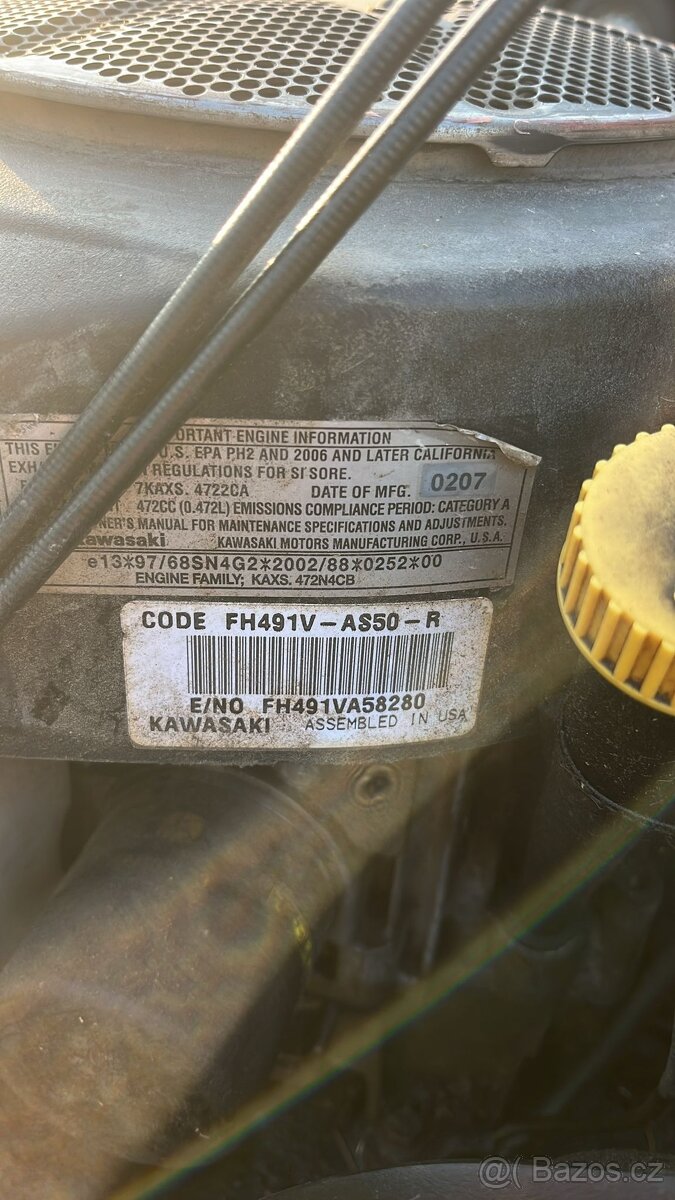 ORTANT ENGINE INFORMATION
THIS E U.S. EPA PH2 AND 2006 AND LATER CALIFORNIA
EXH REGULATIONS FOR SI SORE.
7KAXS. 4722CA DATE OF MFG. 0207
472CC (0.472L) EMISSIONS COMPLIANCE PERIOD: CATEGORY A
NER'S MANUAL FOR MAINTENANCE SPECIFICATIONS AND ADJUSTMENTS.
Kawasaki KAWASAKI MOTORS MANUFACTURING CORP., U.S.A.
e13*97/68SN4G2*2002/88*0252*00
ENGINE FAMILY; KAXS. 472N4CB
CODE FH491V-AS50-R
E/NO FH491VA58280
KAWASAKI ASSEMBLED IN USA
@( Bazos.cz